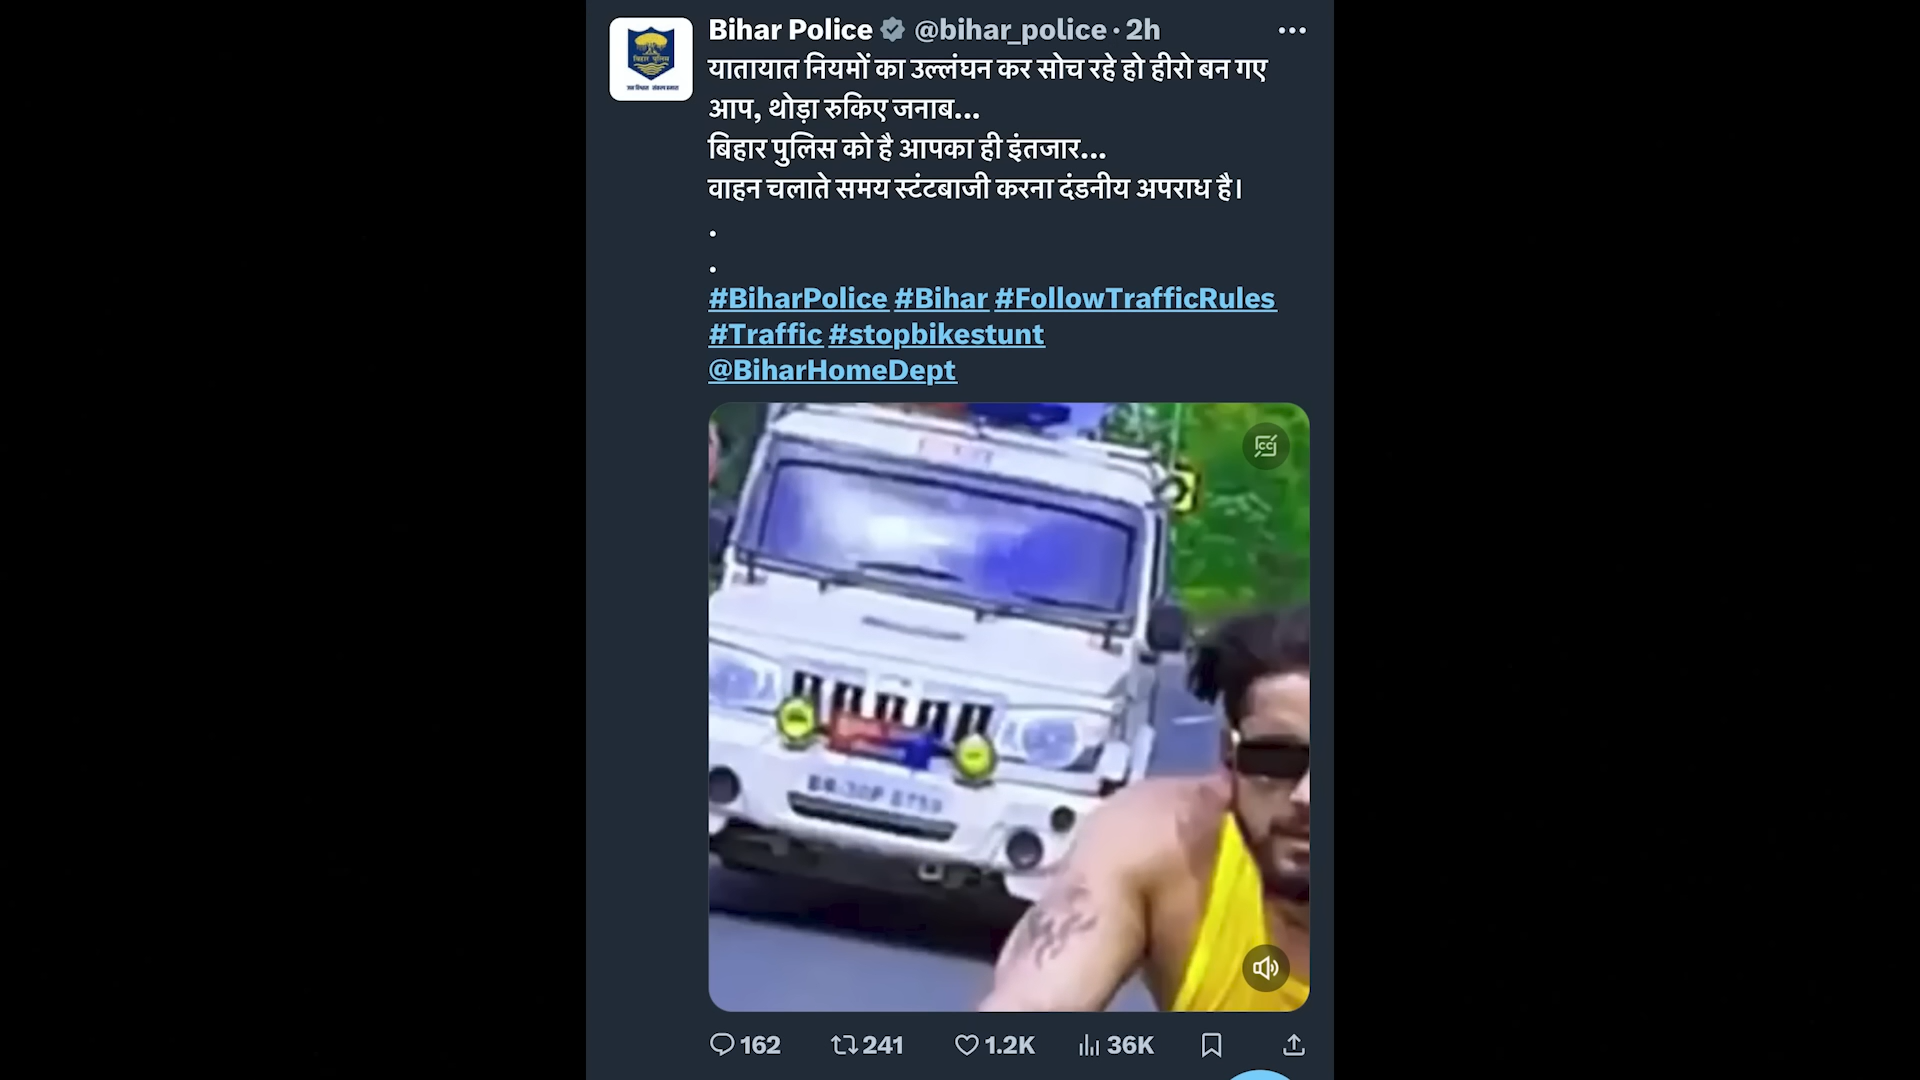 Bihar Police @bihar_police · 2h
यातायात नियमों का उल्लंघन कर सोच रहे हो हीरो बन गए
आप, थोड़ा रुकिए जनाब...
बिहार पुलिस को है आपका ही इंतजार...
वाहन चलाते समय स्टंटबाजी करना दंडनीय अपराध है।
.
.
#BiharPolice #Bihar #FollowTrafficRules
#Traffic #stopbikestunt
@BiharHomeDept
CC
162 241 1.2K 36K